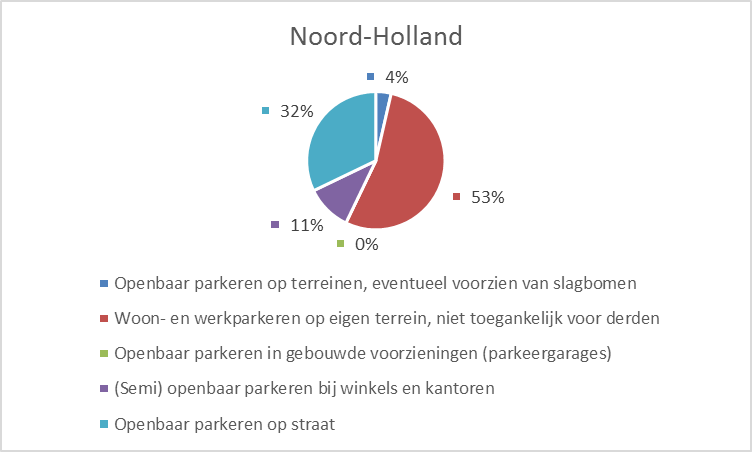 Noord-Holland
4%
32%
53%
11%
0%
Openbaar parkeren op terreinen, eventueel voorzien van slagbomen
Woon- en werkparkeren op eigen terrein, niet toegankelijk voor derden
Openbaar parkeren in gebouwde voorzieningen (parkeergarages)
(Semi) openbaar parkeren bij winkels en kantoren
Openbaar parkeren op straat